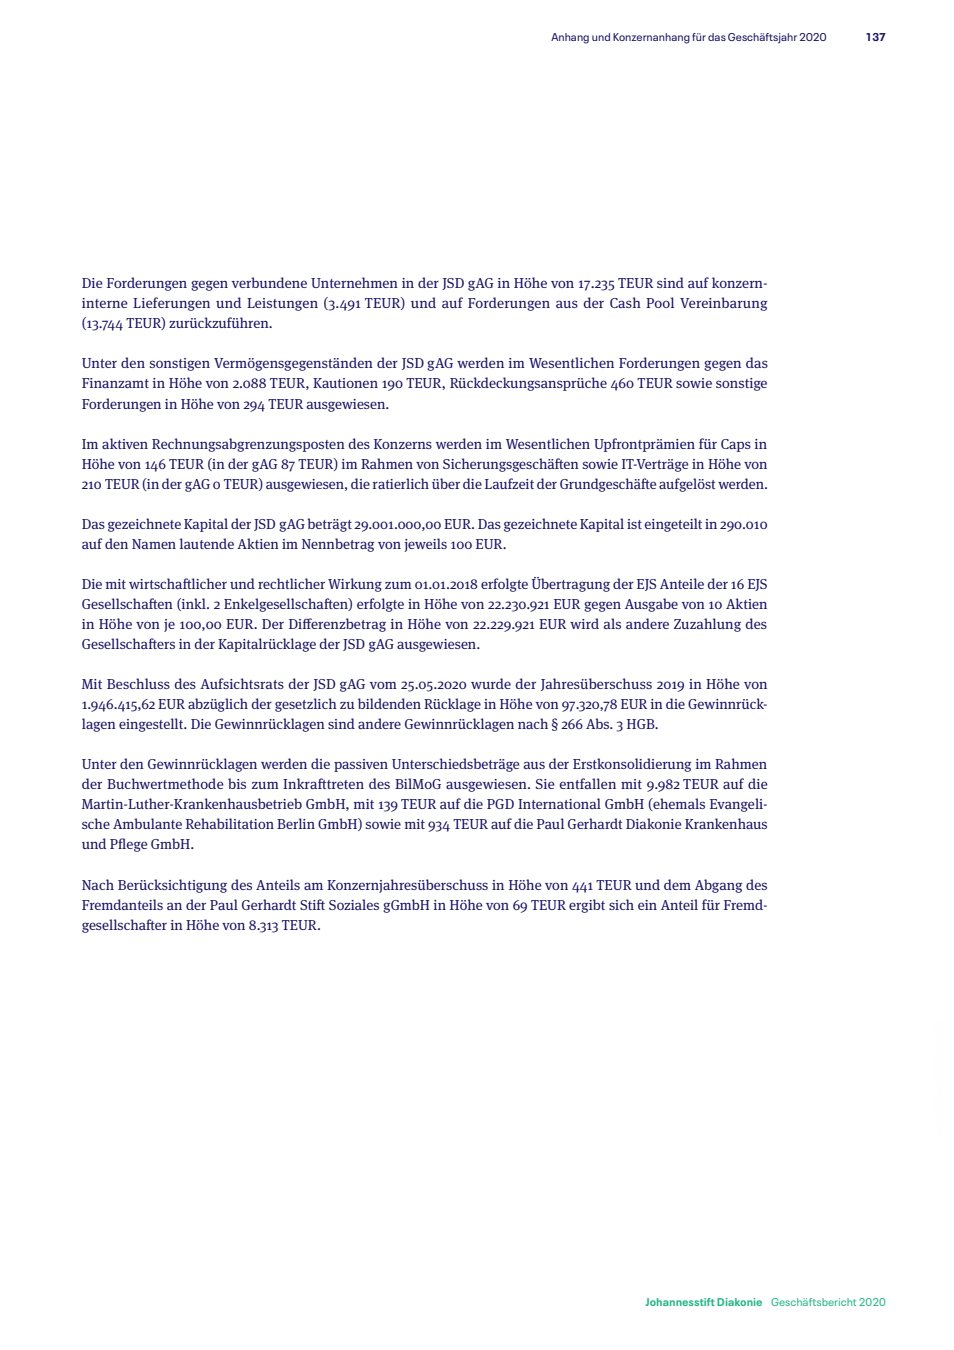 Anhang und Konzernanhang für das Geschäftsjahr 2020 137
Die Forderungen gegen verbundene Unternehmen in der JSD gAG in Höhe von 17.235 TEUR sind auf konzern-
interne Lieferungen und Leistungen (3.491 TEUR) und auf Forderungen aus der Cash Pool Vereinbarung
(13.744 TEUR) zurückzuführen.
Unter den sonstigen Vermögensgegenständen der JSD gAG werden im Wesentlichen Forderungen gegen das
Finanzamt in Höhe von 2.088 TEUR, Kautionen 190 TEUR, Rückdeckungsansprüche 460 TEUR sowie sonstige
Forderungen in Höhe von 294 TEUR ausgewiesen.
Im aktiven Rechnungsabgrenzungsposten des Konzerns werden im Wesentlichen Upfrontprämien für Caps in
Höhe von 146 TEUR (in der gAG 87 TEUR) im Rahmen von Sicherungsgeschäften sowie IT-Verträge in Höhe von
210 TEUR (in der gAG 0 TEUR) ausgewiesen, die ratierlich über die Laufzeit der Grundgeschäfte aufgelöst werden.
Das gezeichnete Kapital der JSD gAG beträgt 29.001.000,00 EUR. Das gezeichnete Kapital ist eingeteilt in 290.010
auf den Namen lautende Aktien im Nennbetrag von jeweils 100 EUR.
Die mit wirtschaftlicher und rechtlicher Wirkung zum 01.01.2018 erfolgte Übertragung der EJS Anteile der 16 EJS
Gesellschaften (inkl. 2 Enkelgesellschaften) erfolgte in Höhe von 22.230.921 EUR gegen Ausgabe von 10 Aktien
in Höhe von je 100,00 EUR. Der Differenzbetrag in Höhe von 22.229.921 EUR wird als andere Zuzahlung des
Gesellschafters in der Kapitalrücklage der JSD gAG ausgewiesen.
Mit Beschluss des Aufsichtsrats der JSD gAG vom 25.05.2020 wurde der Jahresüberschuss 2019 in Höhe von
1.946.415,62 EUR abzüglich der gesetzlich zu bildenden Rücklage in Höhe von 97.320,78 EUR in die Gewinnrück-
lagen eingestellt. Die Gewinnrücklagen sind andere Gewinnrücklagen nach § 266 Abs. 3 HGB.
Unter den Gewinnrücklagen werden die passiven Unterschiedsbeträge aus der Erstkonsolidierung im Rahmen
der Buchwertmethode bis zum Inkrafttreten des BilMoG ausgewiesen. Sie entfallen mit 9.982 TEUR auf die
Martin-Luther-Krankenhausbetrieb GmbH, mit 139 TEUR auf die PGD International GmbH (ehemals Evangeli-
sche Ambulante Rehabilitation Berlin GmbH) sowie mit 934 TEUR auf die Paul Gerhardt Diakonie Krankenhaus
und Pflege GmbH.
Nach Berücksichtigung des Anteils am Konzernjahresüberschuss in Höhe von 441 TEUR und dem Abgang des
Fremdanteils an der Paul Gerhardt Stift Soziales gGmbH in Höhe von 69 TEUR ergibt sich ein Anteil für Fremd-
gesellschafter in Höhe von 8.313 TEUR.
Johannesstift Diakonie Geschäftsbericht 2020